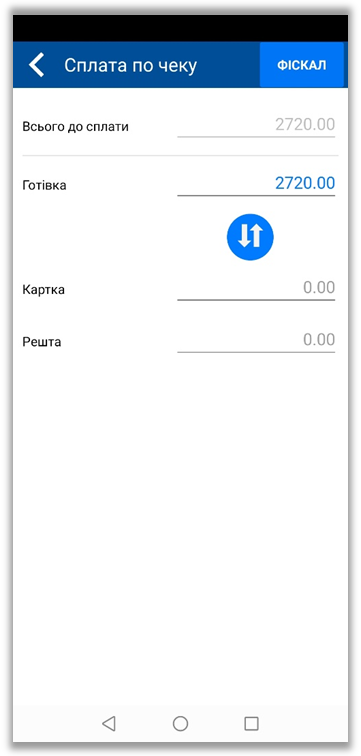 Сплата по чеку
ФІСКАЛ
Всього до сплати 2720.00
Готівка 2720.00
Картка 0.00
Решта 0.00